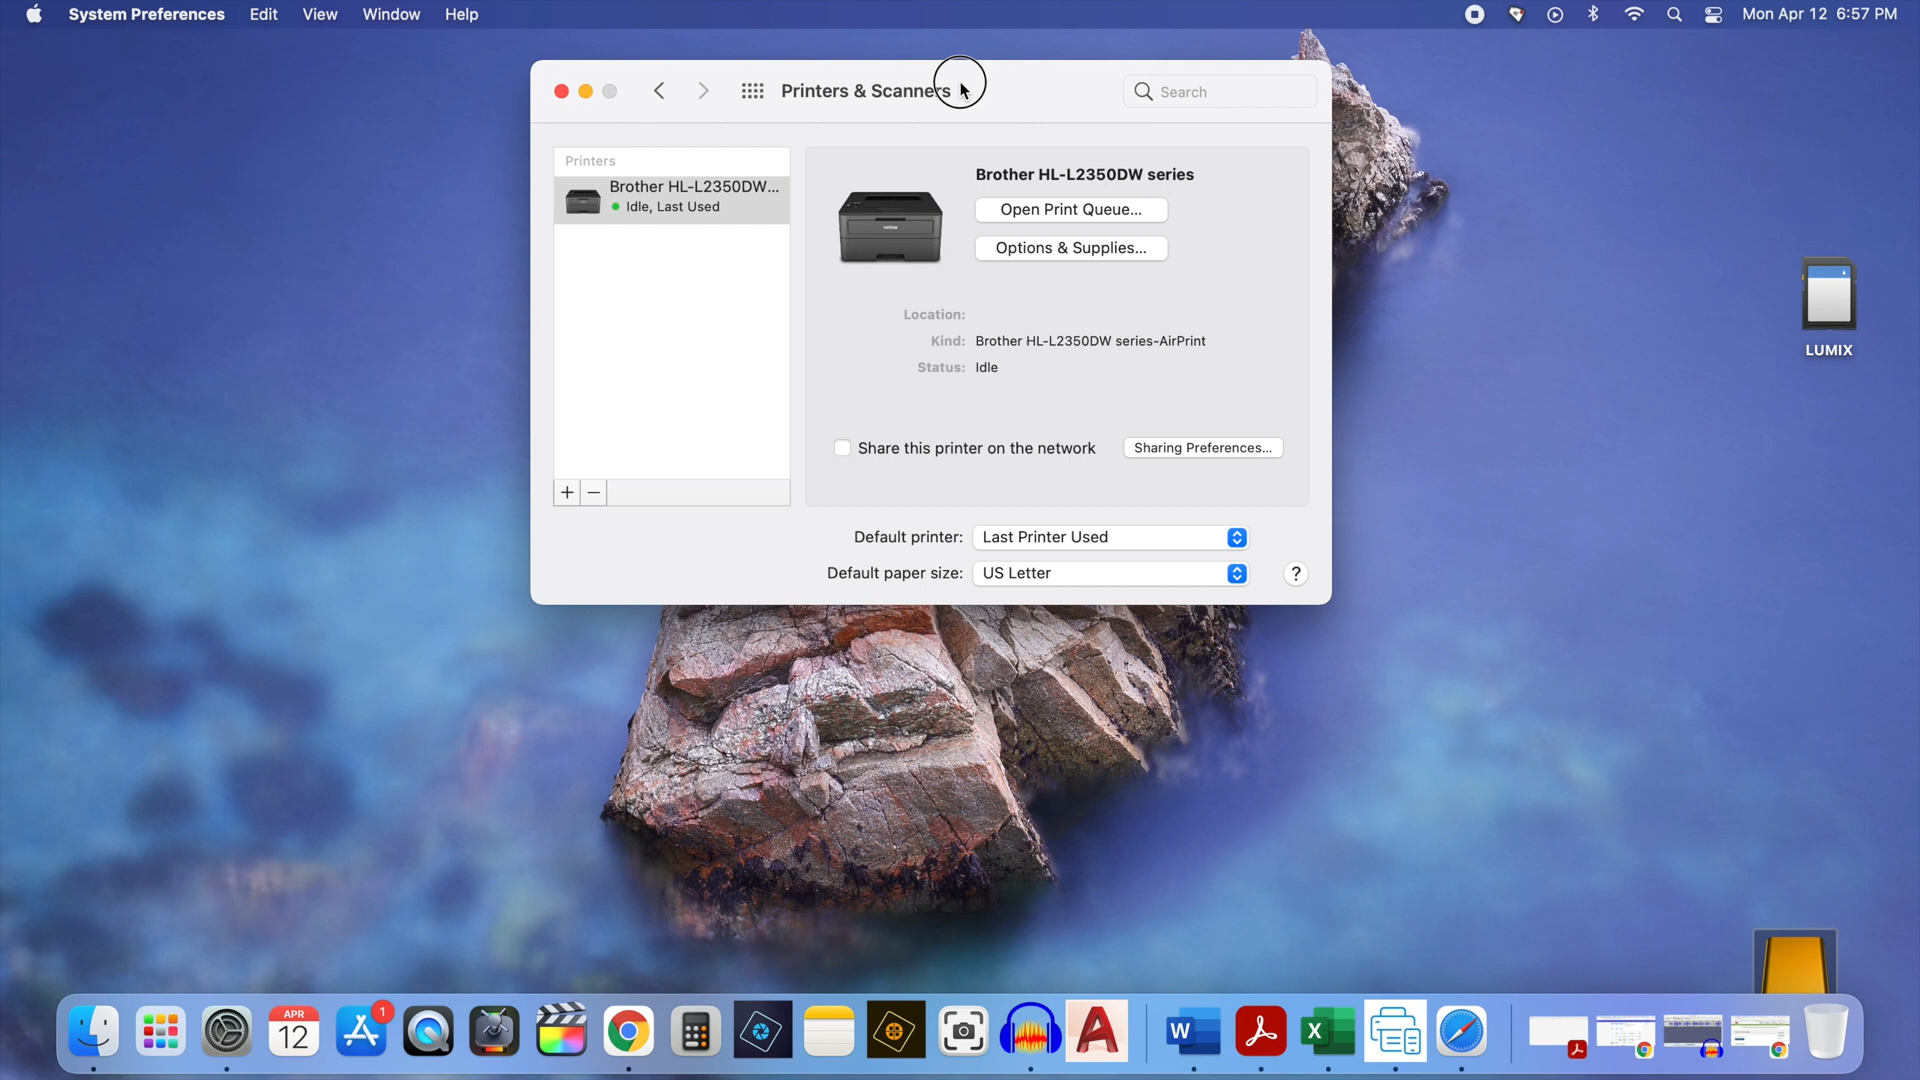 System Preferences Edit View Window Help
Mon Apr 12 6:57 PM
Printers & Scanners
Search
Printers
Brother HL-L2350DW...
Idle, Last Used
Brother HL-L2350DW series
Open Print Queue...
Options & Supplies...
Location:
Kind: Brother HL-L2350DW series-AirPrint
Status: Idle
Share this printer on the network
Sharing Preferences...
+ −
Default printer: Last Printer Used
Default paper size: US Letter
?
LUMIX
APR
12
1
W
X